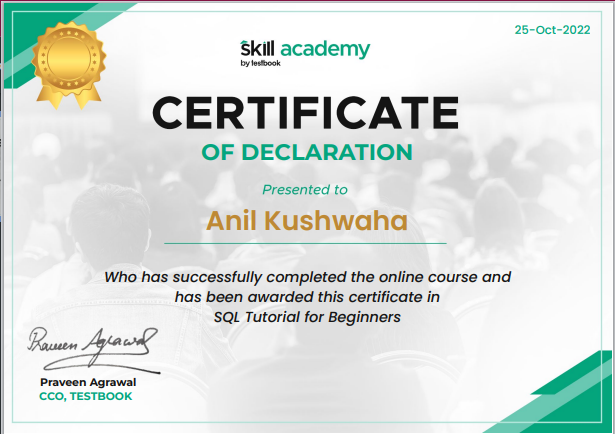 25-Oct-2022
skill academy
by testbook
CERTIFICATE
OF DECLARATION
Presented to
Anil Kushwaha
Who has successfully completed the online course and
has been awarded this certificate in
SQL Tutorial for Beginners
Praveen Agrawal
Praveen Agrawal
CCO, TESTBOOK